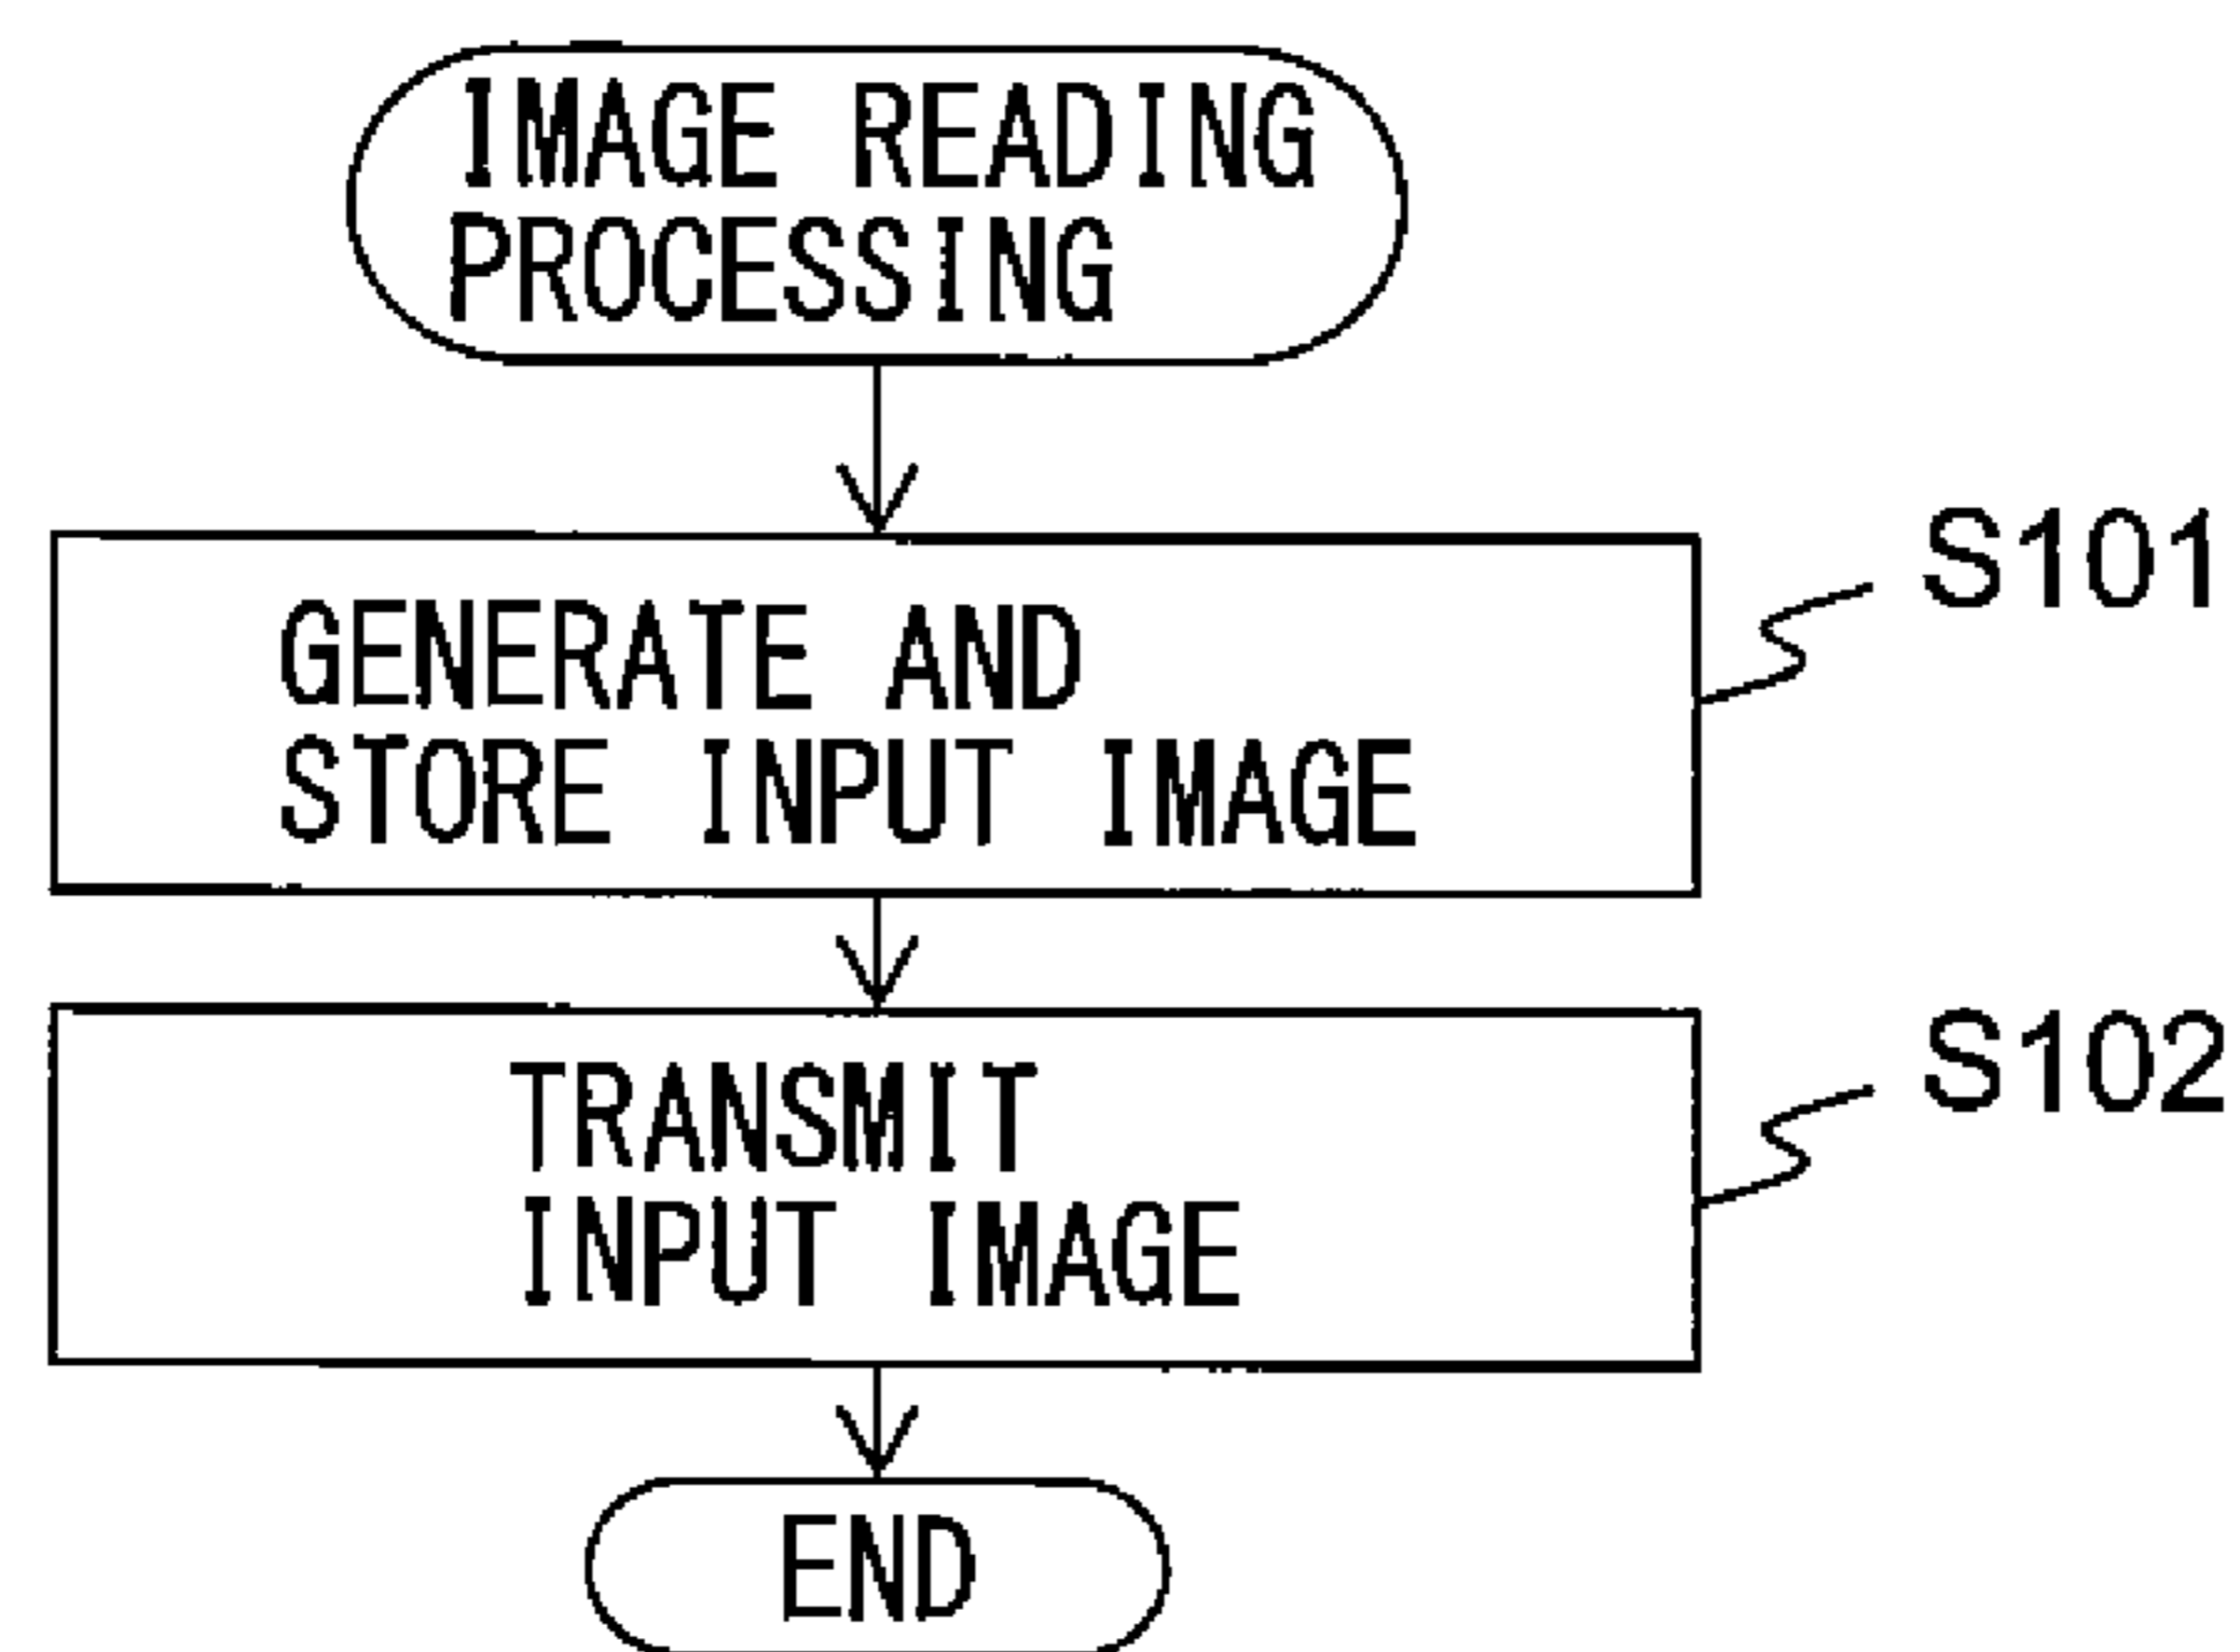 IMAGE READING
PROCESSING
S101
GENERATE AND
STORE INPUT IMAGE
S102
TRANSMIT
INPUT IMAGE
END